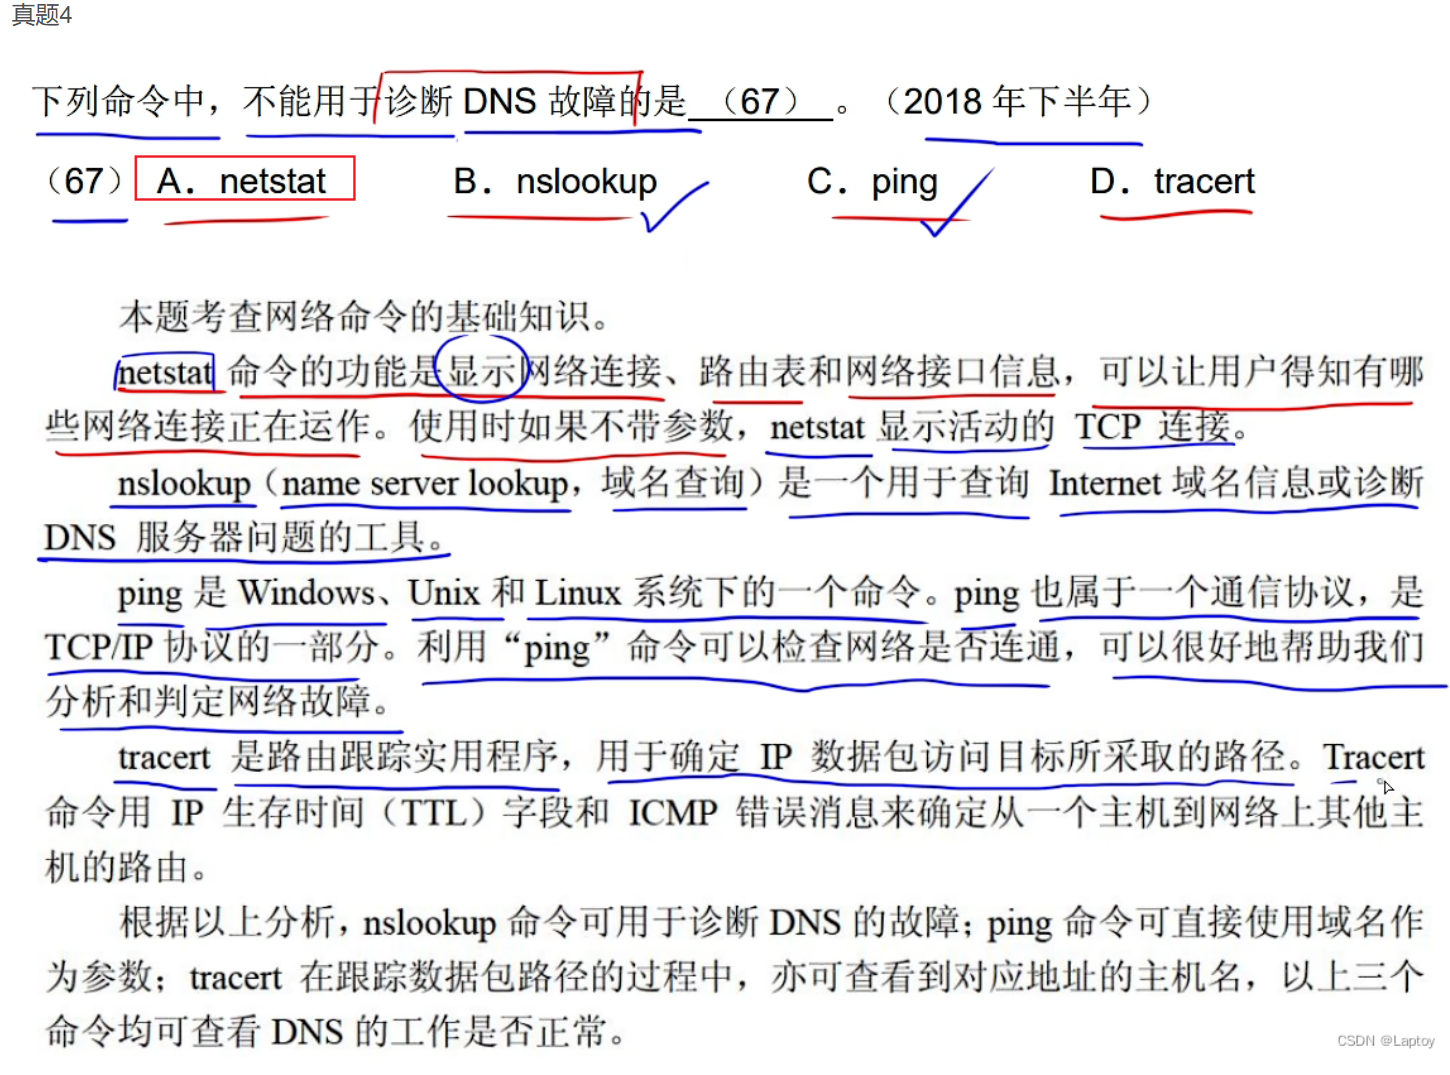 真题4
下列命令中，不能用于诊断 DNS 故障的是 （67） 。（2018 年下半年）
（67） A． netstat B． nslookup C． ping D． tracert
本题考查网络命令的基础知识。
netstat 命令的功能是显示网络连接、路由表和网络接口信息，可以让用户得知有哪
些网络连接正在运作。使用时如果不带参数，netstat 显示活动的 TCP 连接。
nslookup（name server lookup，域名查询）是一个用于查询 Internet 域名信息或诊断
DNS 服务器问题的工具。
ping 是 Windows、Unix 和 Linux 系统下的一个命令。ping 也属于一个通信协议，是
TCP/IP 协议的一部分。利用“ping”命令可以检查网络是否连通，可以很好地帮助我们
分析和判定网络故障。
tracert 是路由跟踪实用程序，用于确定 IP 数据包访问目标所采取的路径。Tracert
命令用 IP 生存时间（TTL）字段和 ICMP 错误消息来确定从一个主机到网络上其他主
机的路由。
根据以上分析，nslookup 命令可用于诊断 DNS 的故障；ping 命令可直接使用域名作
为参数；tracert 在跟踪数据包路径的过程中，亦可查看到对应地址的主机名，以上三个
命令均可查看 DNS 的工作是否正常。
CSDN @Laptoy